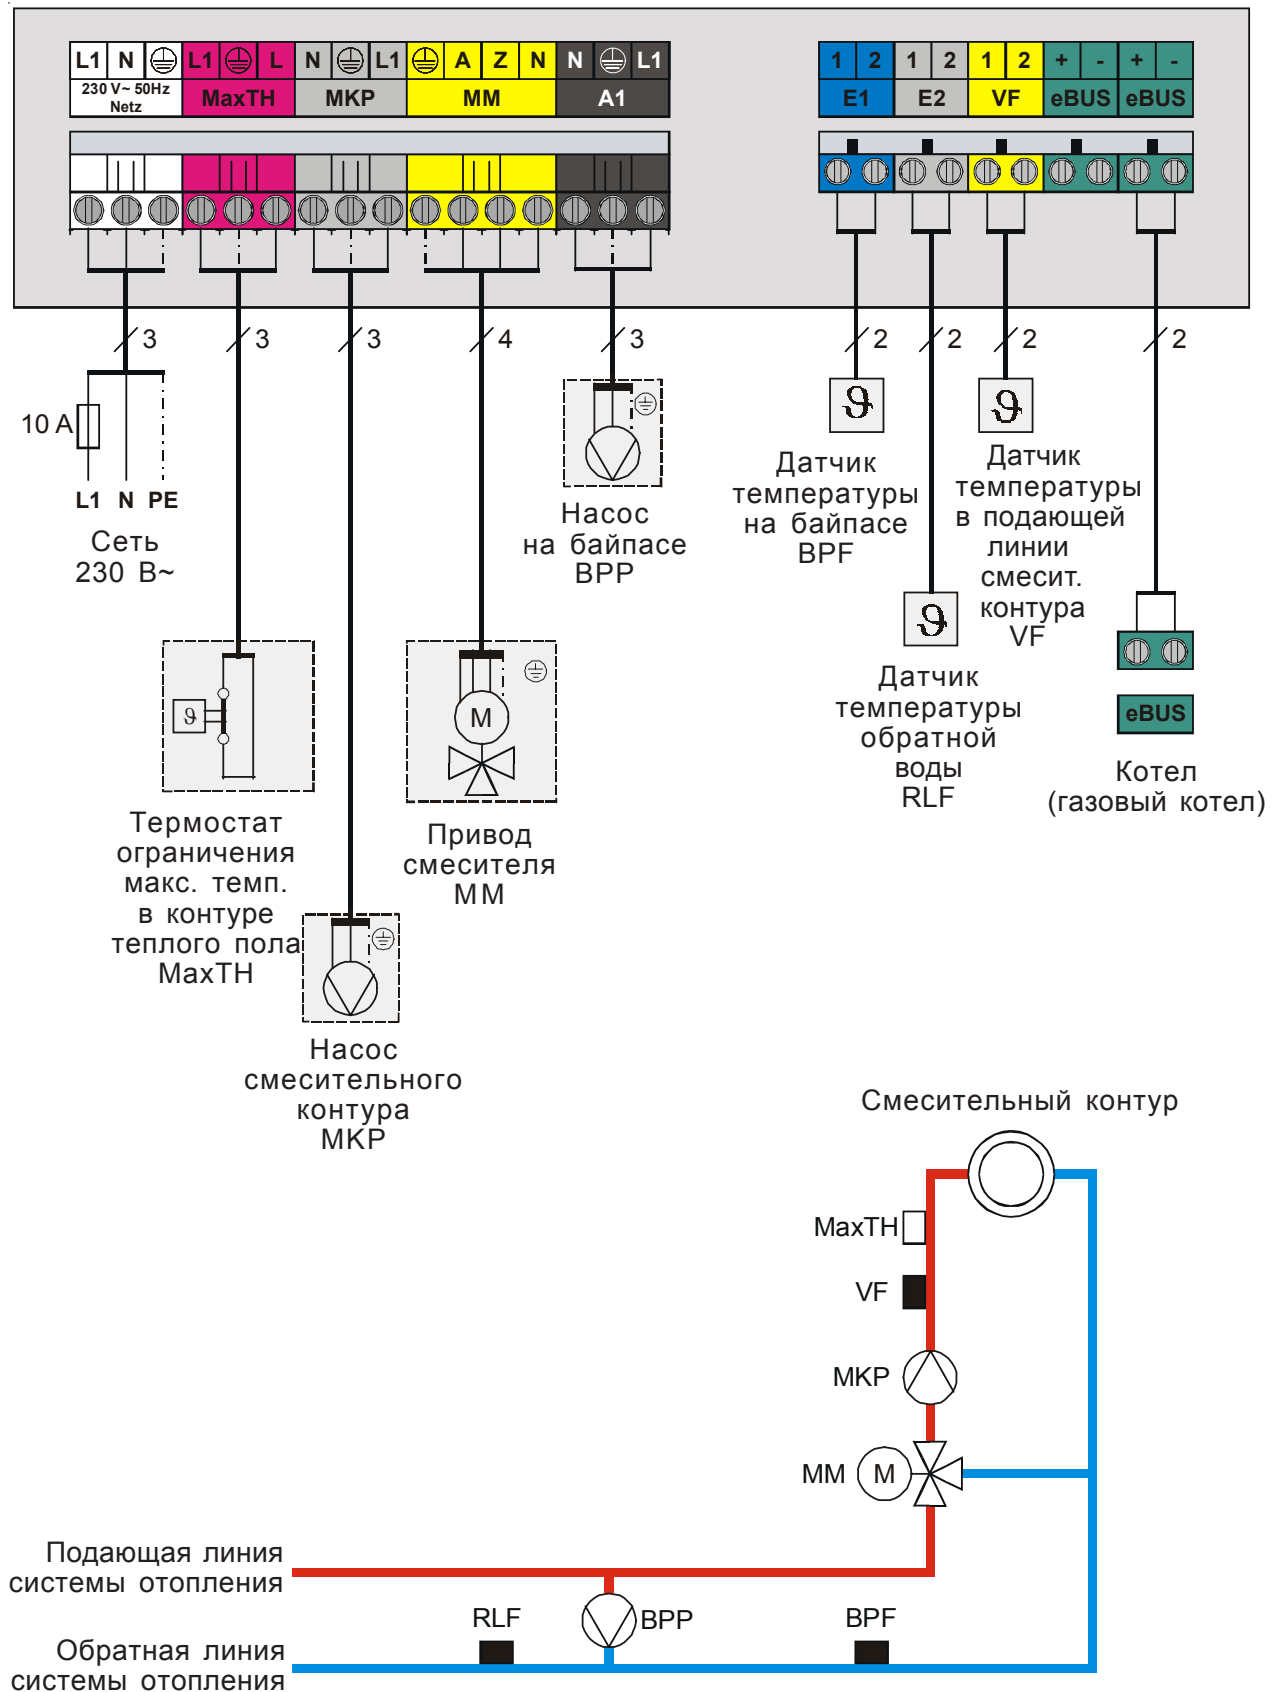 L1 N L1 L N L1 A Z N N L1
230 V~ 50Hz
Netz
MaxTH MKP MM A1
1 2 1 2 1 2 + - + -
E1 E2 VF eBUS eBUS
3 3 3 4 3 2 2 2 2
10 A
L1 N PE
Сеть
230 В~
Насос
на байпасе
BPP
ϑ
Датчик
температуры
на байпасе
BPF
ϑ
Датчик
температуры
в подающей
линии
смесит.
контура
VF
ϑ
Датчик
температуры
обратной
воды
RLF
eBUS
Котел
(газовый котел)
ϑ
Термостат
ограничения
макс. темп.
в контуре
теплого пола
MaxTH
M
Привод
смесителя
MM
Насос
смесительного
контура
MKP
Смесительный контур
MaxTH
VF
MKP
MM M
Подающая линия
системы отопления
RLF BPP BPF
Обратная линия
системы отопления